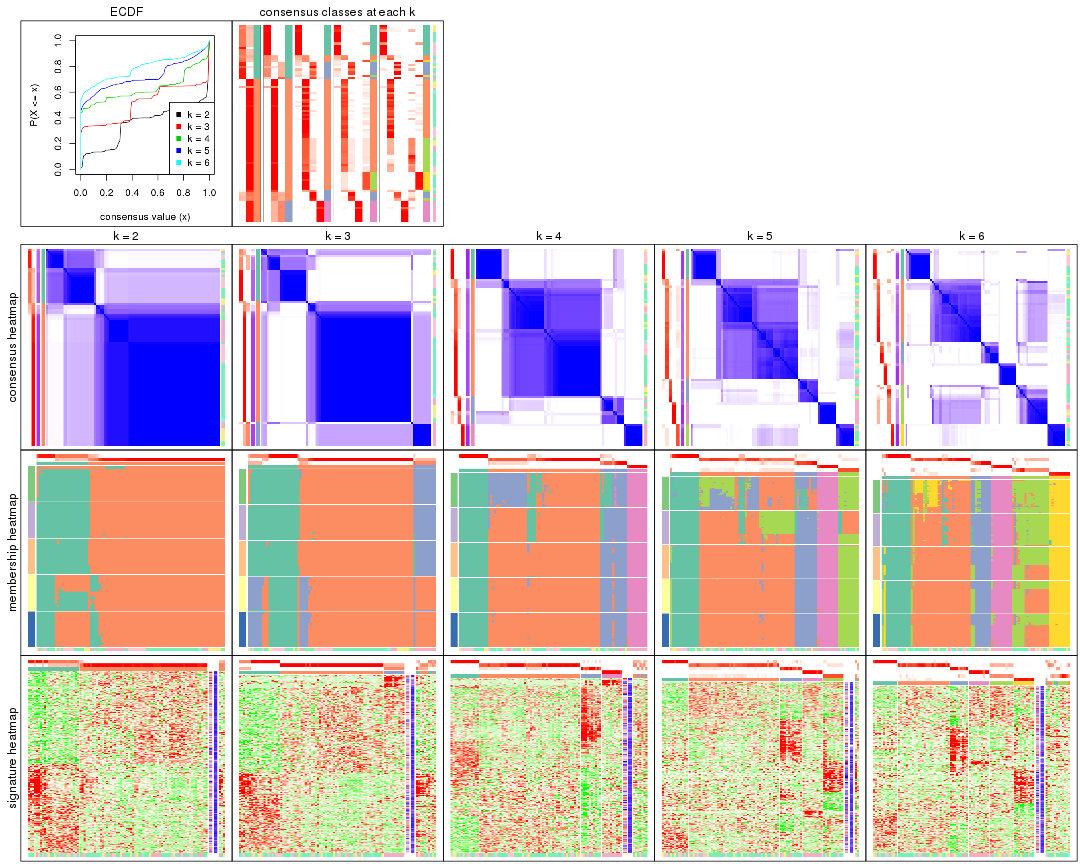 ECDF
consensus classes at each k
P(X <= x)
0.0 0.2 0.4 0.6 0.8 1.0
k = 2
k = 3
k = 4
k = 5
k = 6
0.0 0.2 0.4 0.6 0.8 1.0
consensus value (x)
k = 2 k = 3 k = 4 k = 5 k = 6
consensus heatmap
membership heatmap
signature heatmap